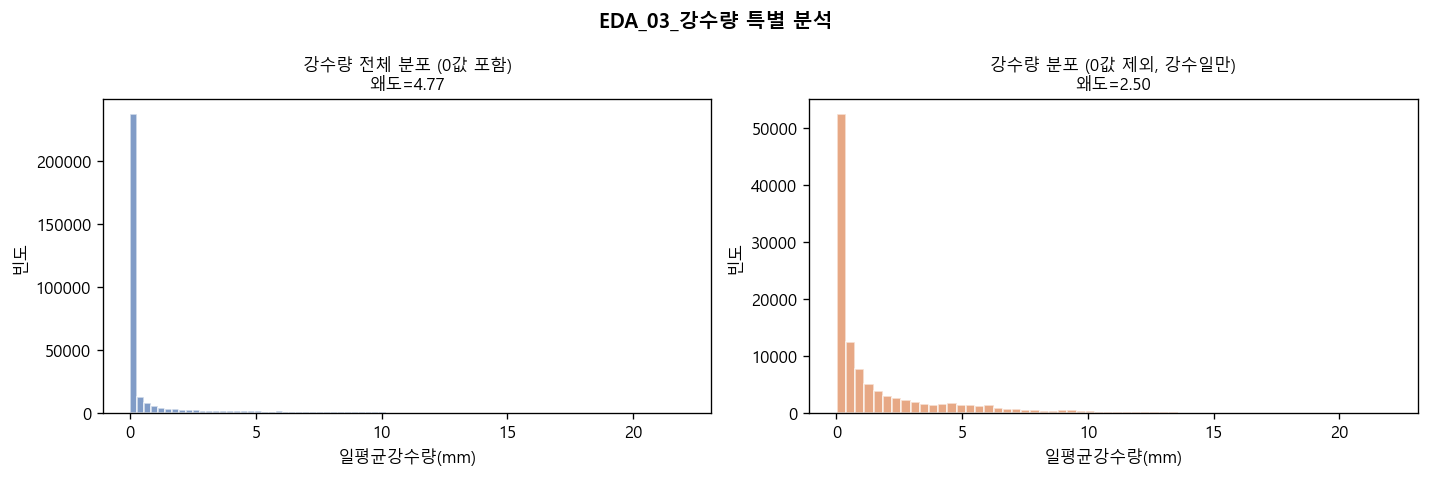 EDA_03_강수량 특별 분석
강수량 전체 분포 (0값 포함)
왜도=4.77
빈도
200000
150000
100000
50000
0
0 5 10 15 20
일평균강수량(mm)
강수량 분포 (0값 제외, 강수일만)
왜도=2.50
빈도
50000
40000
30000
20000
10000
0
0 5 10 15 20
일평균강수량(mm)